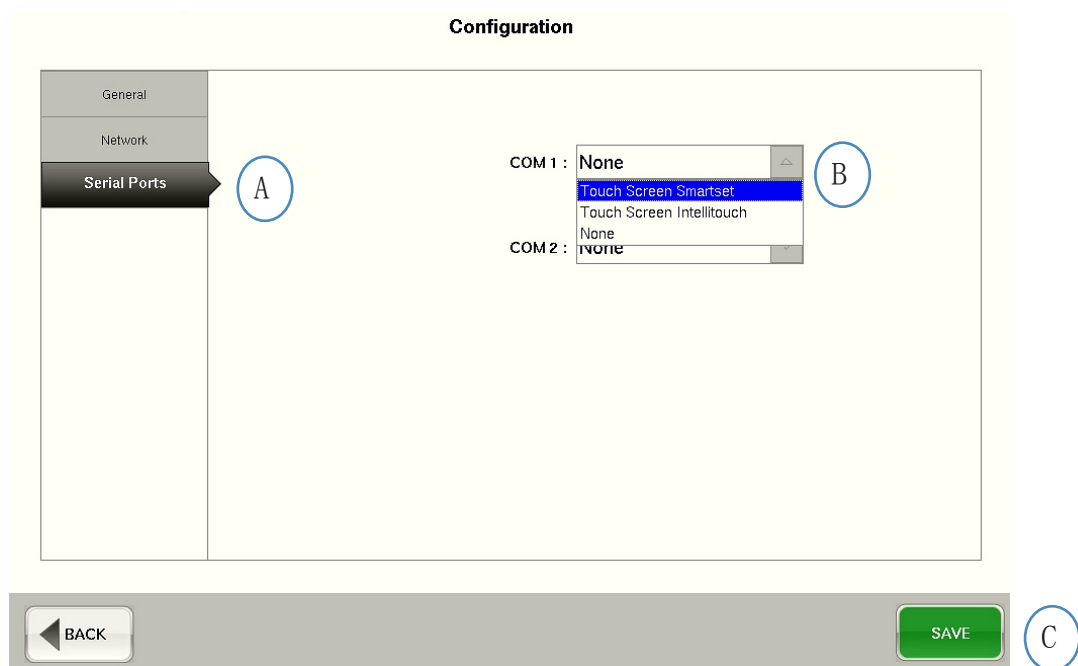 Configuration
General
Network
Serial Ports
A
COM 1 : None
B
Touch Screen Smartset
Touch Screen Intellitouch
None
COM 2 : None
BACK
SAVE
C